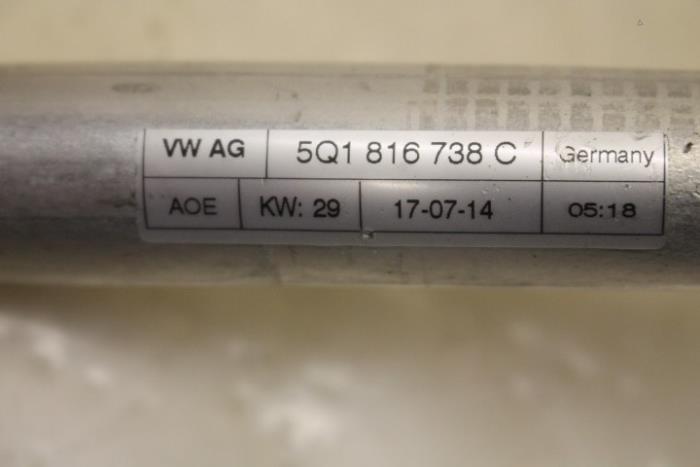 VW AG 5Q1 816 738 C Germany
AOE KW: 29 17-07-14 05:18